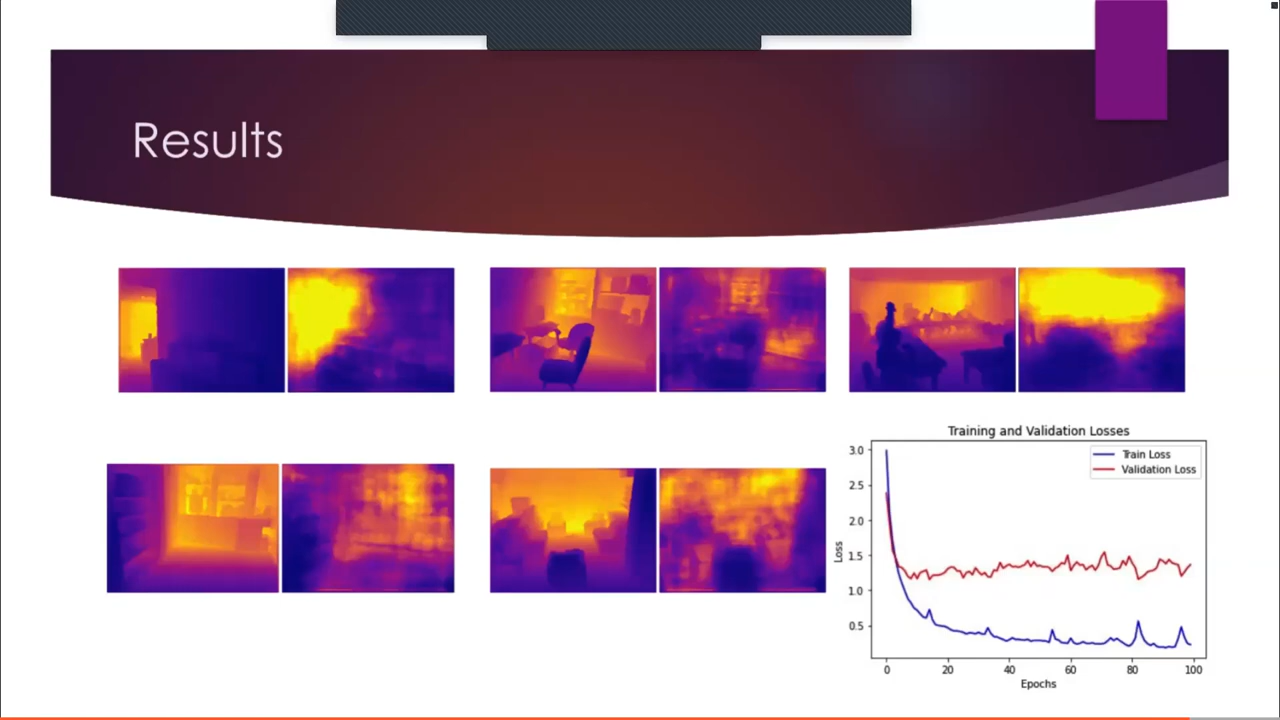 Results
Training and Validation Losses
Train Loss
Validation Loss
3.0
2.5
2.0
1.5
1.0
0.5
Loss
0 20 40 60 80 100
Epochs